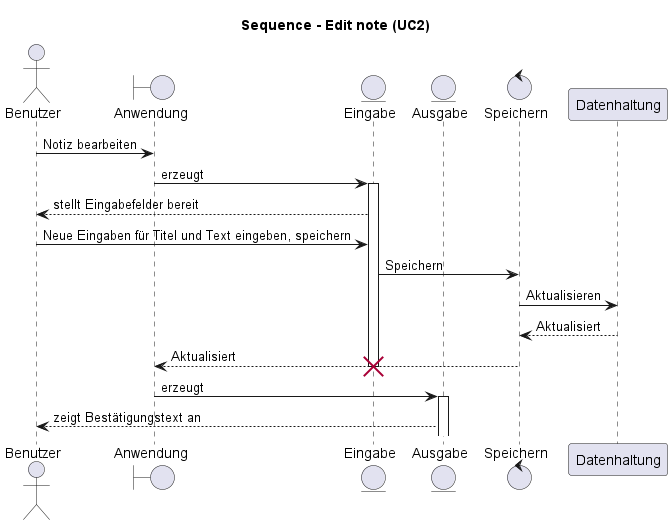 Sequence - Edit note (UC2)
Benutzer Anwendung Eingabe Ausgabe Speichern Datenhaltung
Notiz bearbeiten
erzeugt
stellt Eingabefelder bereit
Neue Eingaben für Titel und Text eingeben, speichern
Speichern
Aktualisieren
Aktualisiert
Aktualisiert
erzeugt
zeigt Bestätigungstext an
Benutzer Anwendung Eingabe Ausgabe Speichern Datenhaltung